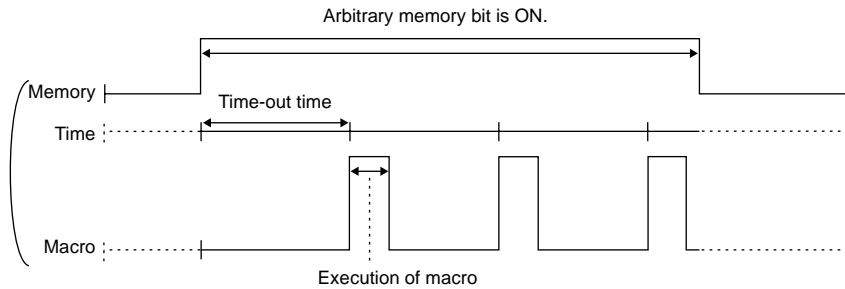 Arbitrary memory bit is ON.
Memory
Time-out time
Time
Macro
Execution of macro